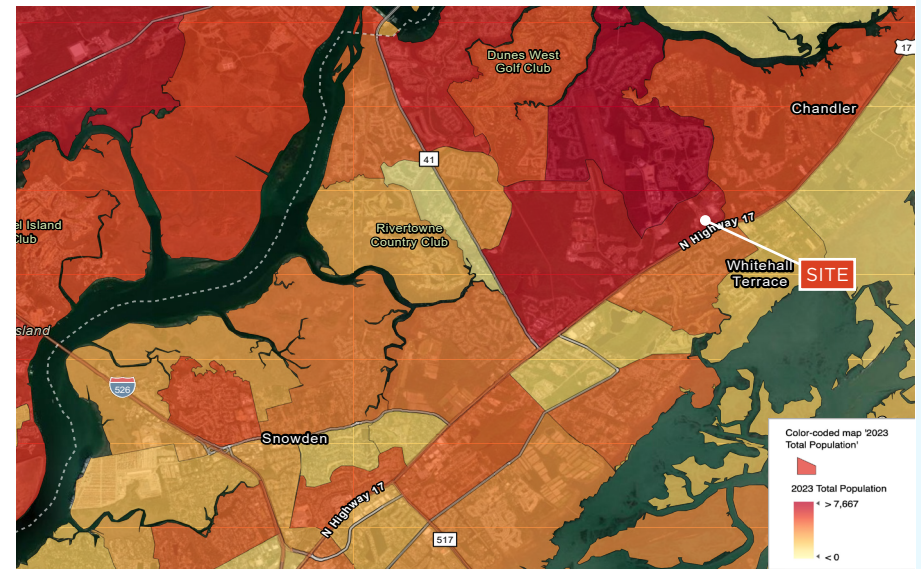 Dunes West
Golf Club
17
Chandler
41
el Island
Club
Rivertowne
Country Club
N Highway 17
Whitehall
Terrace
SITE
sland
526
Snowden
N Highway 17
517
Color-coded map '2023
Total Population'
2023 Total Population
> 7,667
< 0